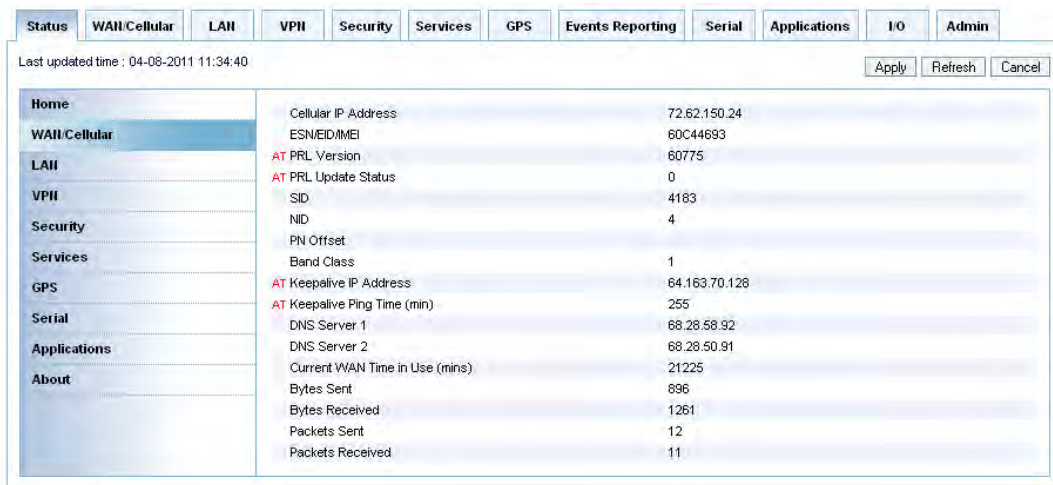 Status WAN/Cellular LAN VPN Security Services GPS Events Reporting Serial Applications I/O Admin
Last updated time : 04-08-2011 11:34:40
Apply Refresh Cancel
Home
WAN/Cellular
LAN
VPN
Security
Services
GPS
Serial
Applications
About
Cellular IP Address 72.62.150.24
ESN/EID/IMEI 60C44693
AT PRL Version 60775
AT PRL Update Status 0
SID 4183
NID 4
PN Offset
Band Class 1
AT Keepalive IP Address 64.163.70.128
AT Keepalive Ping Time (min) 255
DNS Server 1 68.28.58.92
DNS Server 2 68.28.50.91
Current WAN Time in Use (mins) 21225
Bytes Sent 896
Bytes Received 1261
Packets Sent 12
Packets Received 11